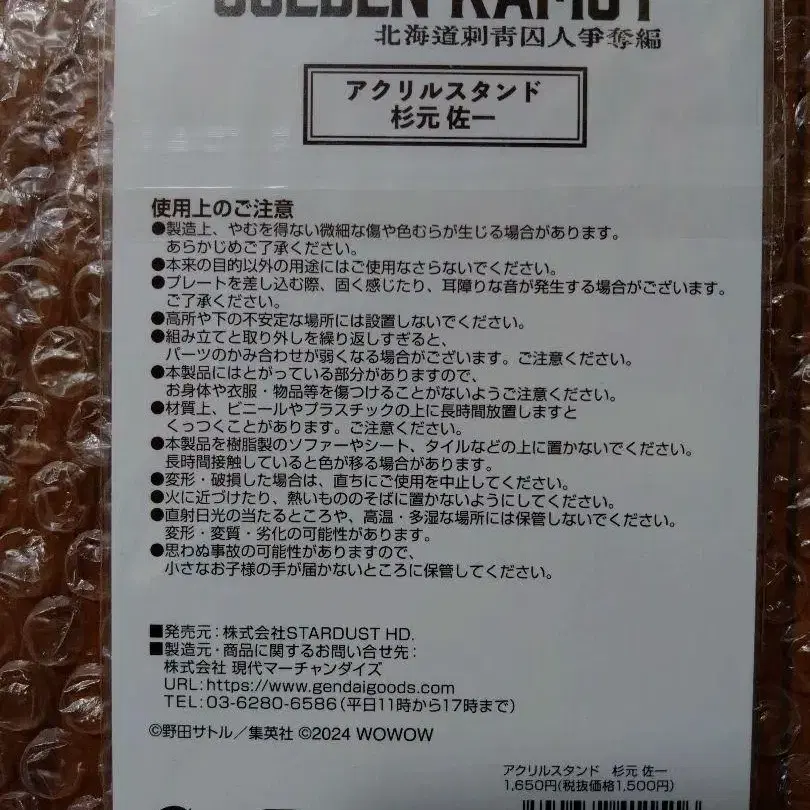 GOLDEN KAMUY
北海道刺青囚人争奪編
アクリルスタンド
杉元 佐一
使用上のご注意
●製造上、やむを得ない微細な傷や色むらが生じる場合があります。
あらかじめご了承ください。
●本来の目的以外の用途にはご使用なさらないでください。
●プレートを差し込む際、固く感じたり、耳障りな音が発生する場合がございます。
ご了承ください。
●高所や下の不安定な場所には設置しないでください。
●組み立てと取り外しを繰り返しすぎると、
パーツのかみ合わせが弱くなる場合がございます。ご注意ください。
●本製品にはとがっている部分がありますので、
お身体や衣服・物品等を傷つけることがないようご注意ください。
●材質上、ビニールやプラスチックの上に長時間放置しますと
くっつくことがあります。ご注意ください。
●本製品を樹脂製のソファーやシート、タイルなどの上に置かないでください。
長時間接触していると色が移る場合があります。
●変形・破損した場合は、直ちにご使用を中止してください。
●火に近づけたり、熱いもののそばに置かないようにしてください。
●直射日光の当たるところや、高温・多湿な場所には保管しないでください。
変形・変質・劣化の可能性があります。
●思わぬ事故の可能性がありますので、
小さなお子様の手が届かないところに保管してください。
■発売元：株式会社STARDUST HD.
■製造元・商品に関するお問い合せ先：
株式会社 現代マーチャンダイズ
URL:https://www.gendaigoods.com
TEL:03-6280-6586(平日11時から17時まで)
©野田サトル／集英社 ©2024 WOWOW
アクリルスタンド 杉元 佐一
1,650円(税抜価格1,500円)